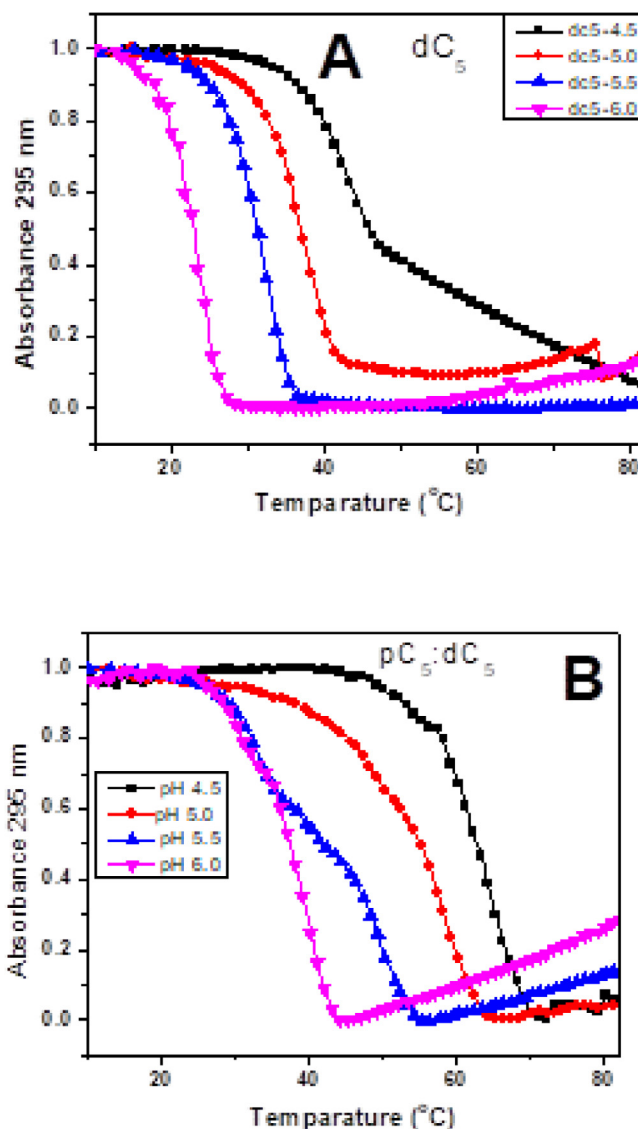 A
dC5
dc5-4.5
dc5-5.0
dc5-5.5
dc5-6.0
1.0
0.8
0.6
0.4
0.2
0.0
Absorbance 295 nm
20 40 60 80
Temparature (°C)
pC5:dC5
B
pH 4.5
pH 5.0
pH 5.5
pH 6.0
1.0
0.8
0.6
0.4
0.2
0.0
Absorbance 295 nm
20 40 60 80
Temparature (°C)